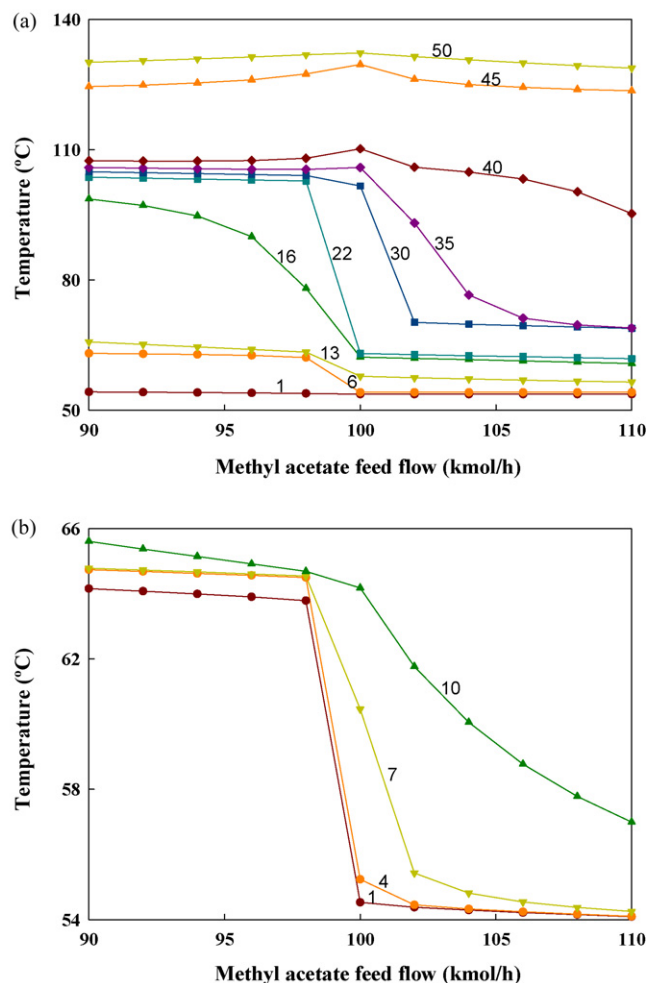 (a)
140
110
80
50
Temperature (ºC)
50
45
40
35
30
22
16
13
6
1
90 95 100 105 110
Methyl acetate feed flow (kmol/h)
(b)
66
62
58
54
Temperature (ºC)
10
7
4
1
90 95 100 105 110
Methyl acetate feed flow (kmol/h)